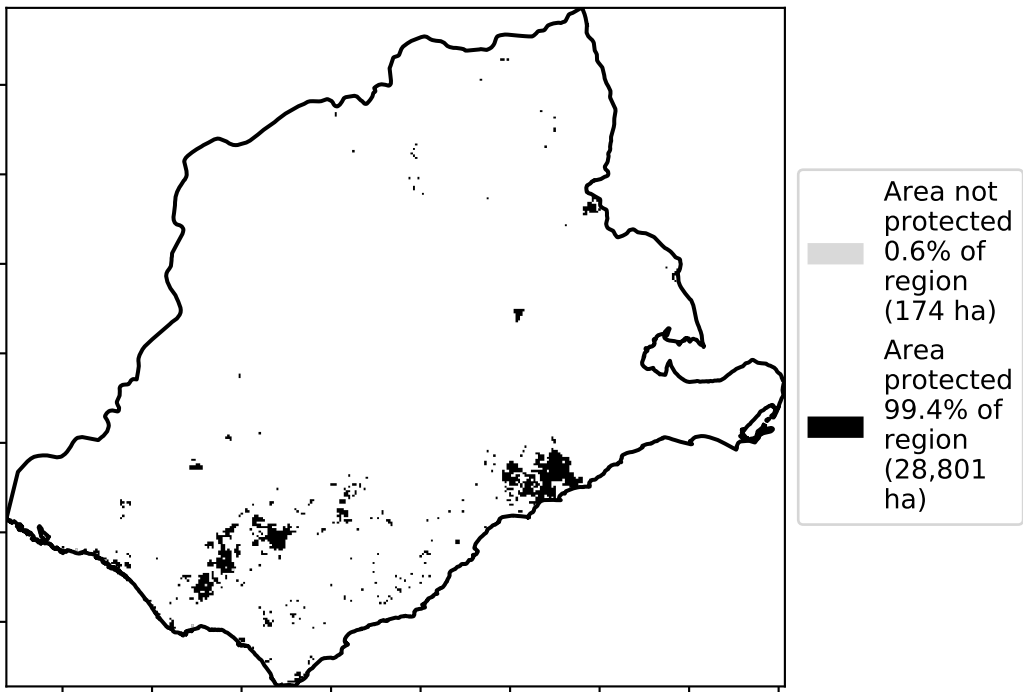 Area not
protected
0.6% of
region
(174 ha)
Area
protected
99.4% of
region
(28,801
ha)